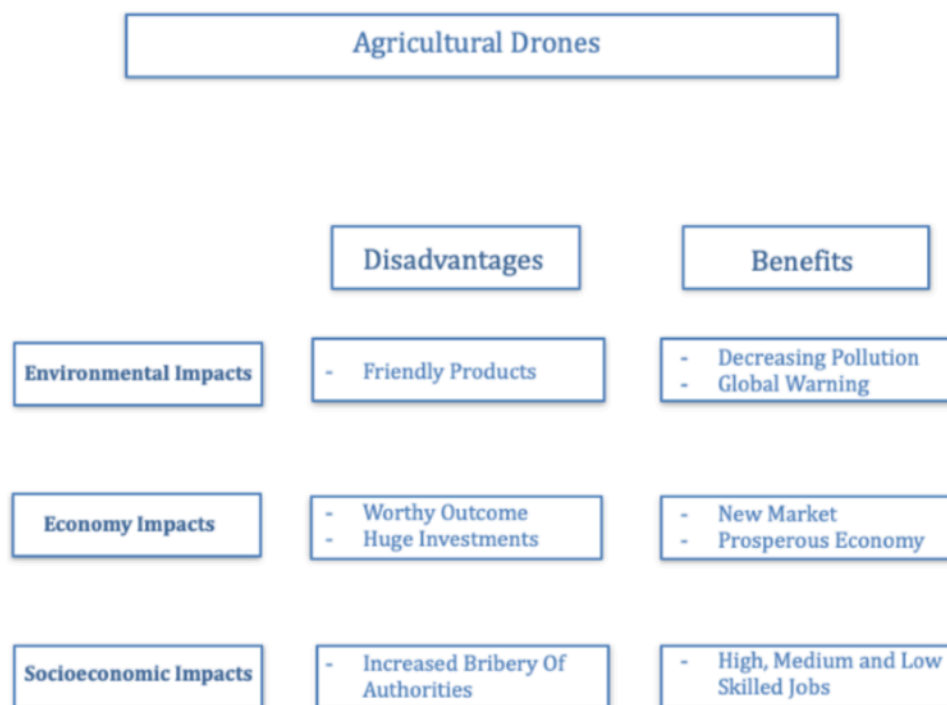 Agricultural Drones
Disadvantages
Benefits
Environmental Impacts
- Friendly Products
- Decreasing Pollution
- Global Warning
Economy Impacts
- Worthy Outcome
- Huge Investments
- New Market
- Prosperous Economy
Socioeconomic Impacts
- Increased Bribery Of
Authorities
- High, Medium and Low
Skilled Jobs